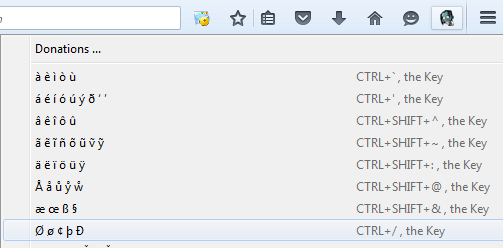 Donations ...
à è ì ò ù CTRL+`, the Key
á é í ó ú ý ð ‘ ’ CTRL+', the Key
â ê î ô û CTRL+SHIFT+^, the Key
ã ẽ ĩ ñ õ ũ ṽ ỹ CTRL+SHIFT+~, the Key
ä ë ï ö ü ÿ CTRL+SHIFT+:, the Key
Å å ů ẙ ẘ CTRL+SHIFT+@, the Key
æ œ ß § CTRL+SHIFT+&, the Key
Ø ø ¢ þ Ð CTRL+/, the Key